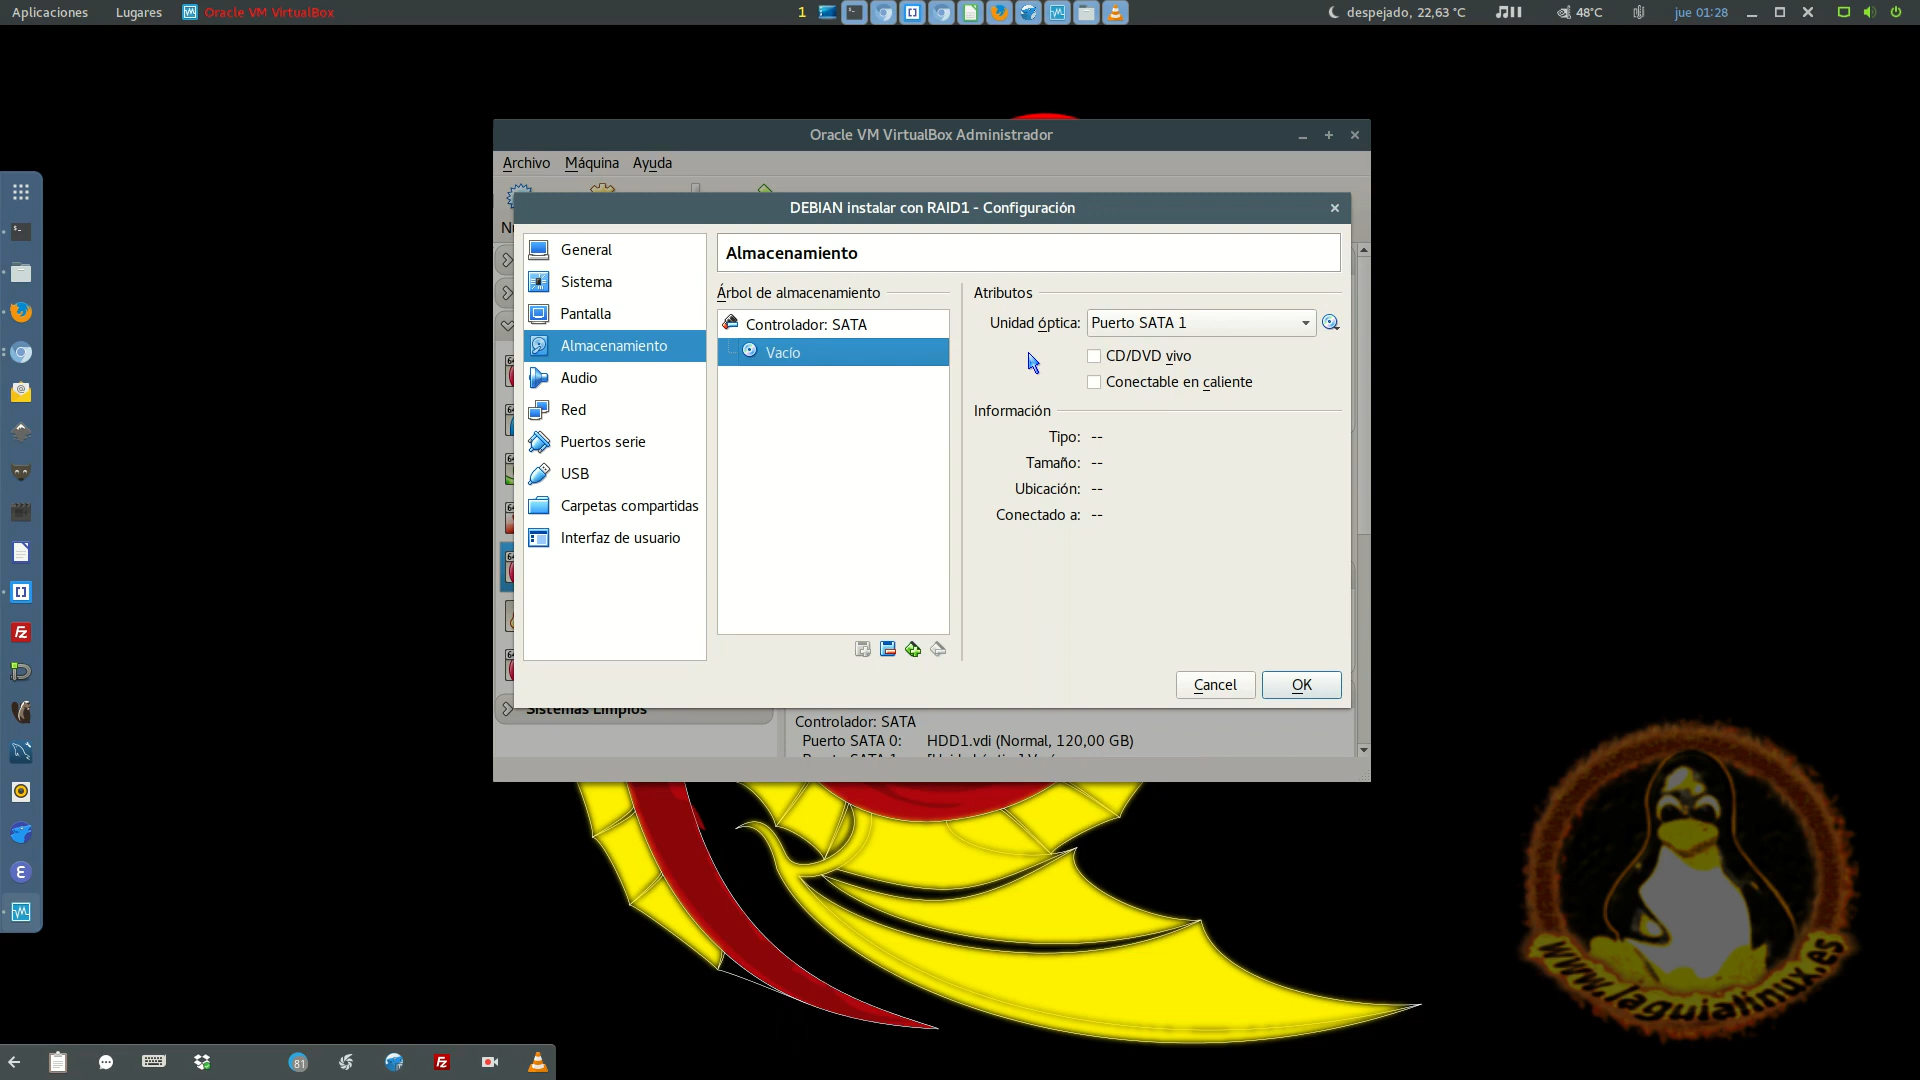 Aplicaciones Lugares Oracle VM VirtualBox 1 despejado, 22,63 °C 48°C jue 01:28
Oracle VM VirtualBox Administrador
Archivo Máquina Ayuda
DEBIAN instalar con RAID1 - Configuración
General
Sistema
Pantalla
Almacenamiento
Audio
Red
Puertos serie
USB
Carpetas compartidas
Interfaz de usuario
Almacenamiento
Árbol de almacenamiento
Controlador: SATA
Vacío
Atributos
Unidad óptica: Puerto SATA 1
CD/DVD vivo
Conectable en caliente
Información
Tipo: --
Tamaño: --
Ubicación: --
Conectado a: --
Cancel OK
Sistemas Limpios
Controlador: SATA
Puerto SATA 0: HDD1.vdi (Normal, 120,00 GB)
www.laguialinux.es
81